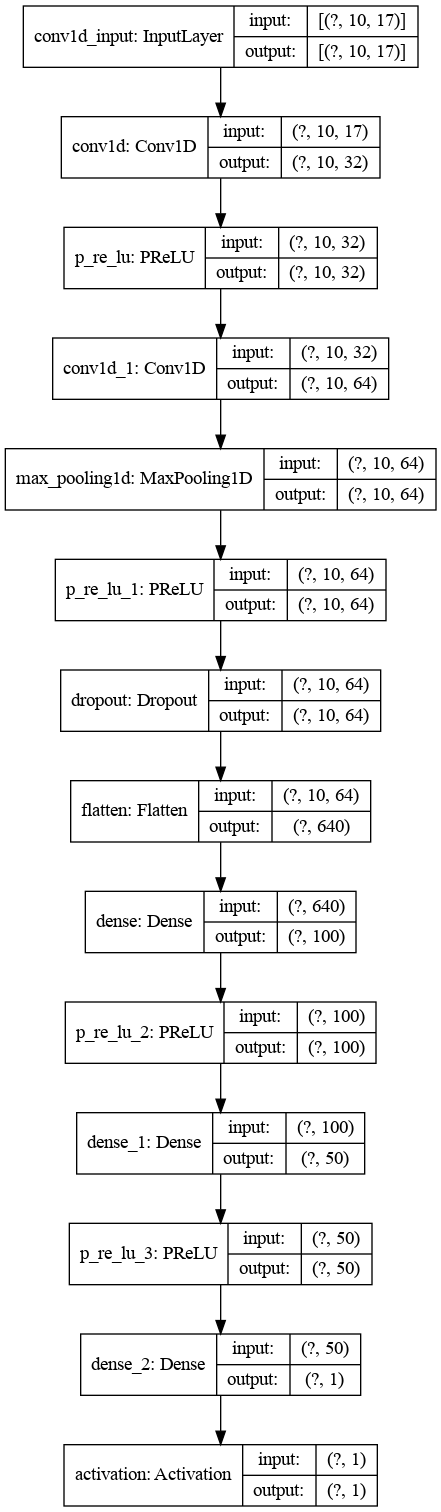 conv1d_input: InputLayer
input: [(?, 10, 17)]
output: [(?, 10, 17)]
conv1d: Conv1D
input: (?, 10, 17)
output: (?, 10, 32)
p_re_lu: PReLU
input: (?, 10, 32)
output: (?, 10, 32)
conv1d_1: Conv1D
input: (?, 10, 32)
output: (?, 10, 64)
max_pooling1d: MaxPooling1D
input: (?, 10, 64)
output: (?, 10, 64)
p_re_lu_1: PReLU
input: (?, 10, 64)
output: (?, 10, 64)
dropout: Dropout
input: (?, 10, 64)
output: (?, 10, 64)
flatten: Flatten
input: (?, 10, 64)
output: (?, 640)
dense: Dense
input: (?, 640)
output: (?, 100)
p_re_lu_2: PReLU
input: (?, 100)
output: (?, 100)
dense_1: Dense
input: (?, 100)
output: (?, 50)
p_re_lu_3: PReLU
input: (?, 50)
output: (?, 50)
dense_2: Dense
input: (?, 50)
output: (?, 1)
activation: Activation
input: (?, 1)
output: (?, 1)